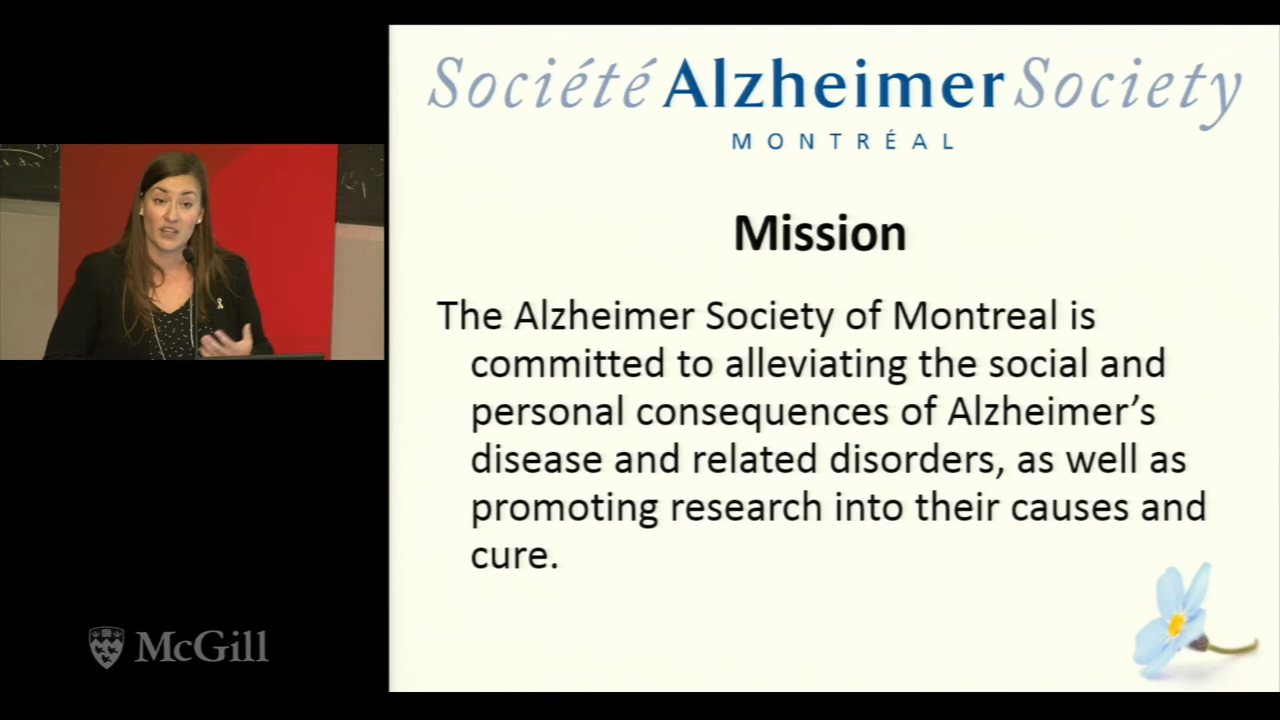 Société Alzheimer Society
MONTRÉAL
Mission
The Alzheimer Society of Montreal is
committed to alleviating the social and
personal consequences of Alzheimer’s
disease and related disorders, as well as
promoting research into their causes and
cure.
McGill